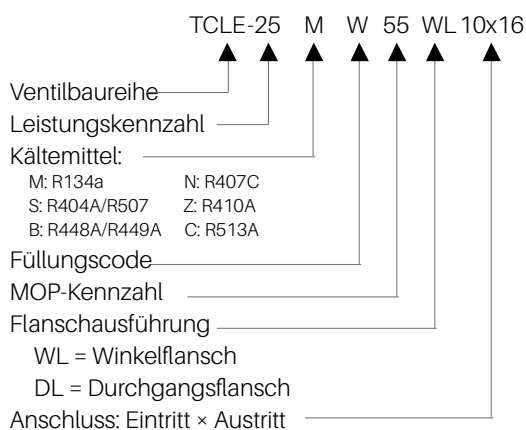 TCLE-25 M W 55 WL 10x16
Ventilbaureihe
Leistungskennzahl
Kältemittel:
M: R134a N: R407C
S: R404A/R507 Z: R410A
B: R448A/R449A C: R513A
Füllungscode
MOP-Kennzahl
Flanschausführung
WL = Winkelflansch
DL = Durchgangsflansch
Anschluss: Eintritt × Austritt